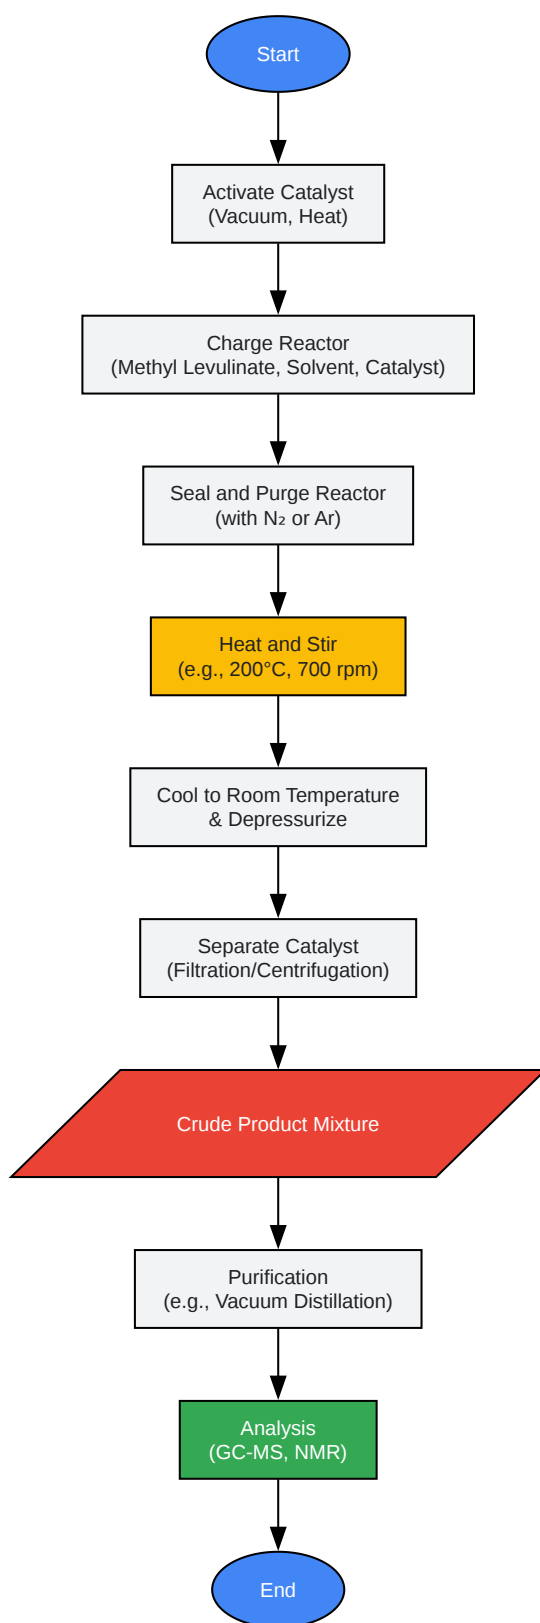 Start
Activate Catalyst
(Vacuum, Heat)
Charge Reactor
(Methyl Levulinate, Solvent, Catalyst)
Seal and Purge Reactor
(with N₂ or Ar)
Heat and Stir
(e.g., 200°C, 700 rpm)
Cool to Room Temperature
& Depressurize
Separate Catalyst
(Filtration/Centrifugation)
Crude Product Mixture
Purification
(e.g., Vacuum Distillation)
Analysis
(GC-MS, NMR)
End